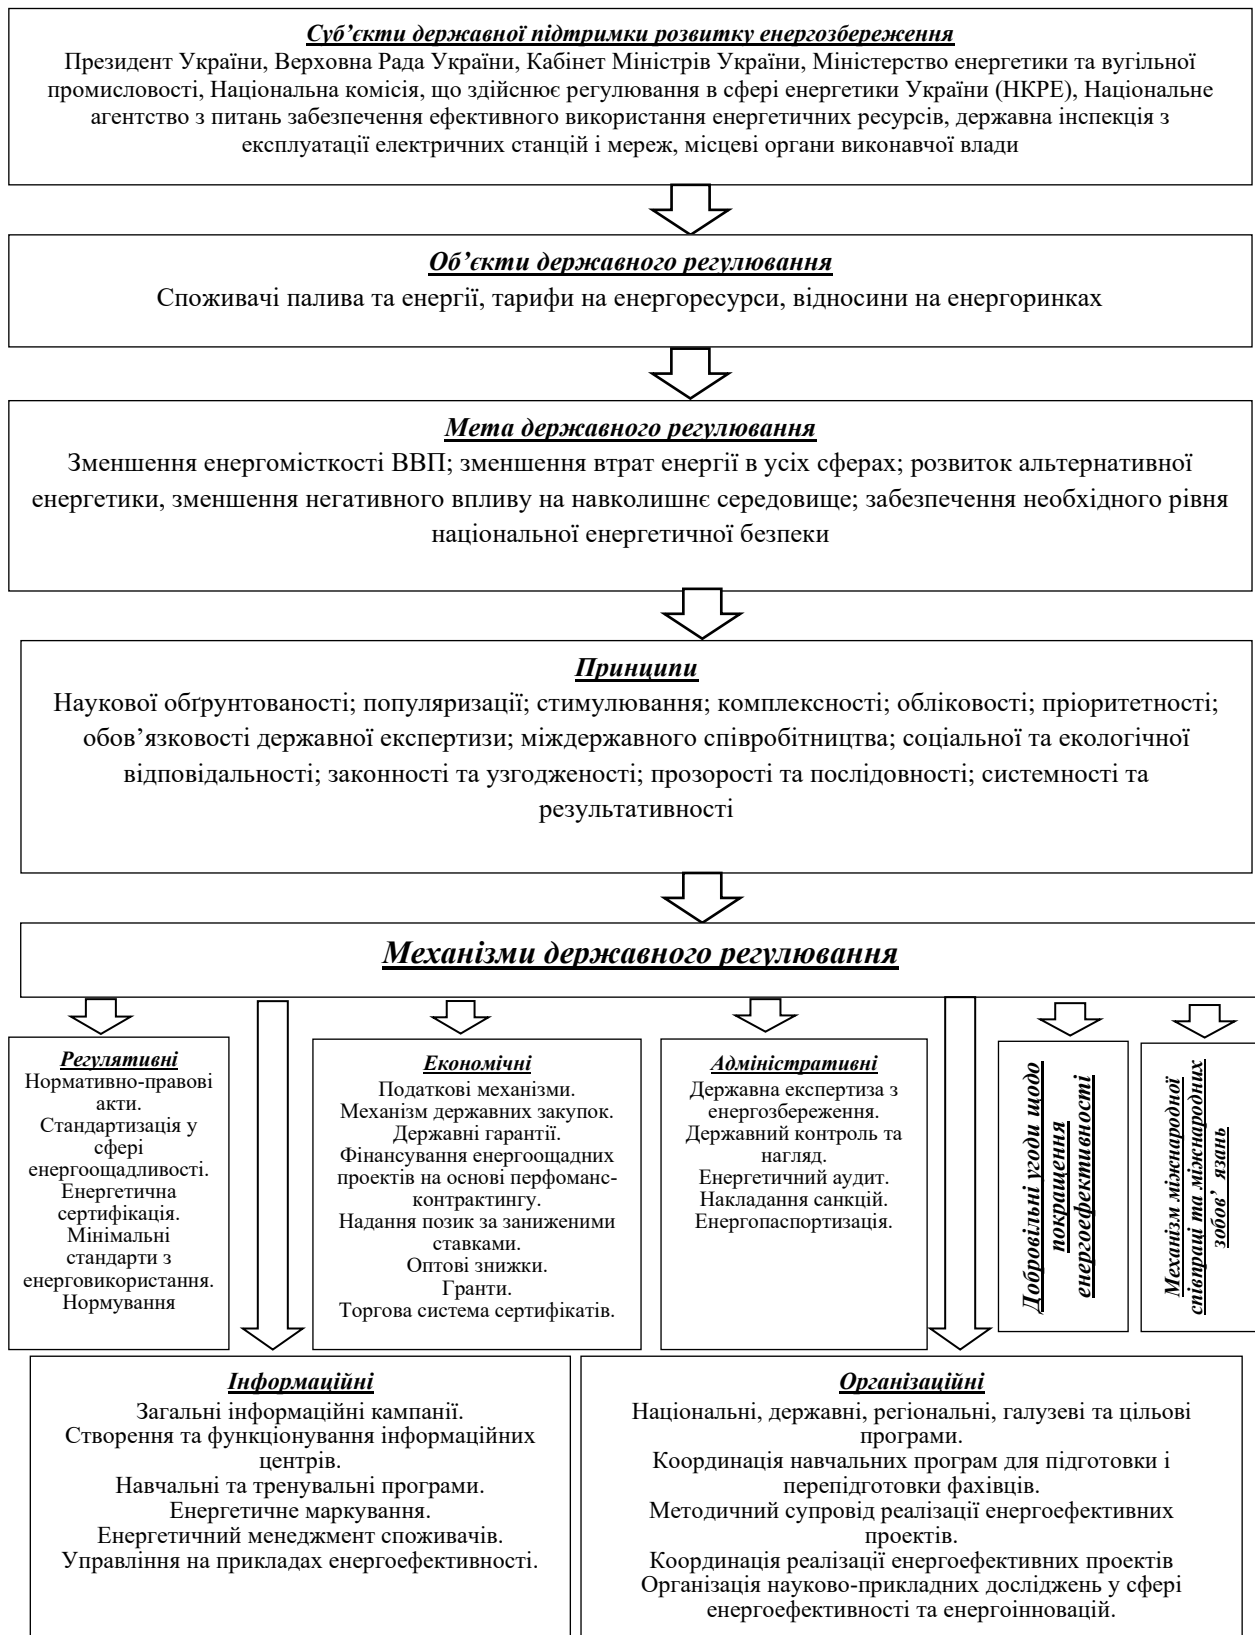 Суб’єкти державної підтримки розвитку енергозбереження
Президент України, Верховна Рада України, Кабінет Міністрів України, Міністерство енергетики та вугільної
промисловості, Національна комісія, що здійснює регулювання в сфері енергетики України (НКРЕ), Національне
агентство з питань забезпечення ефективного використання енергетичних ресурсів, державна інспекція з
експлуатації електричних станцій і мереж, місцеві органи виконавчої влади
Об’єкти державного регулювання
Споживачі палива та енергії, тарифи на енергоресурси, відносини на енергоринках
Мета державного регулювання
Зменшення енергомісткості ВВП; зменшення втрат енергії в усіх сферах; розвиток альтернативної
енергетики, зменшення негативного впливу на навколишнє середовище; забезпечення необхідного рівня
національної енергетичної безпеки
Принципи
Наукової обґрунтованості; популяризації; стимулювання; комплексності; обліковості; пріоритетності;
обов’язковості державної експертизи; міждержавного співробітництва; соціальної та екологічної
відповідальності; законності та узгодженості; прозорості та послідовності; системності та
результативності
Механізми державного регулювання
Регулятивні
Нормативно-правові
акти.
Стандартизація у
сфері
енергоощадливості.
Енергетична
сертифікація.
Мінімальні
стандарти з
енерговикористання.
Нормування
Економічні
Податкові механізми.
Механізм державних закупок.
Державні гарантії.
Фінансування енергоощадних
проектів на основі перфоманс-
контрактингу.
Надання позик за заниженими
ставками.
Оптові знижки.
Гранти.
Торгова система сертифікатів.
Адміністративні
Державна експертиза з
енергозбереження.
Державний контроль та
нагляд.
Енергетичний аудит.
Накладання санкцій.
Енергопаспортизація.
Добровільні угоди щодо
покращення
енергоефективності
Механізм міжнародної
співпраці та міжнародних
зобов’ язань
Інформаційні
Загальні інформаційні кампанії.
Створення та функціонування інформаційних
центрів.
Навчальні та тренувальні програми.
Енергетичне маркування.
Енергетичний менеджмент споживачів.
Управління на прикладах енергоефективності.
Організаційні
Національні, державні, регіональні, галузеві та цільові
програми.
Координація навчальних програм для підготовки і
перепідготовки фахівців.
Методичний супровід реалізації енергоефективних
проектів.
Координація реалізації енергоефективних проектів
Організація науково-прикладних досліджень у сфері
енергоефективності та енергоінновацій.